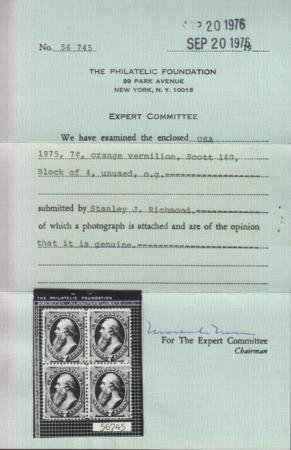 SEP 20 1976
No. 56 745 SEP 20 1976 19
THE PHILATELIC FOUNDATION
99 PARK AVENUE
NEW YORK, N. Y. 10016
EXPERT COMMITTEE
We have examined the enclosed USA
1875, 7¢, orange vermilion, Scott 160,
Block of 4, unused, o.g.
submitted by Stanley J. Richmond.
of which a photograph is attached and are of the opinion
that it is genuine.
THE PHILATELIC FOUNDATION
For The Expert Committee
Chairman
56745